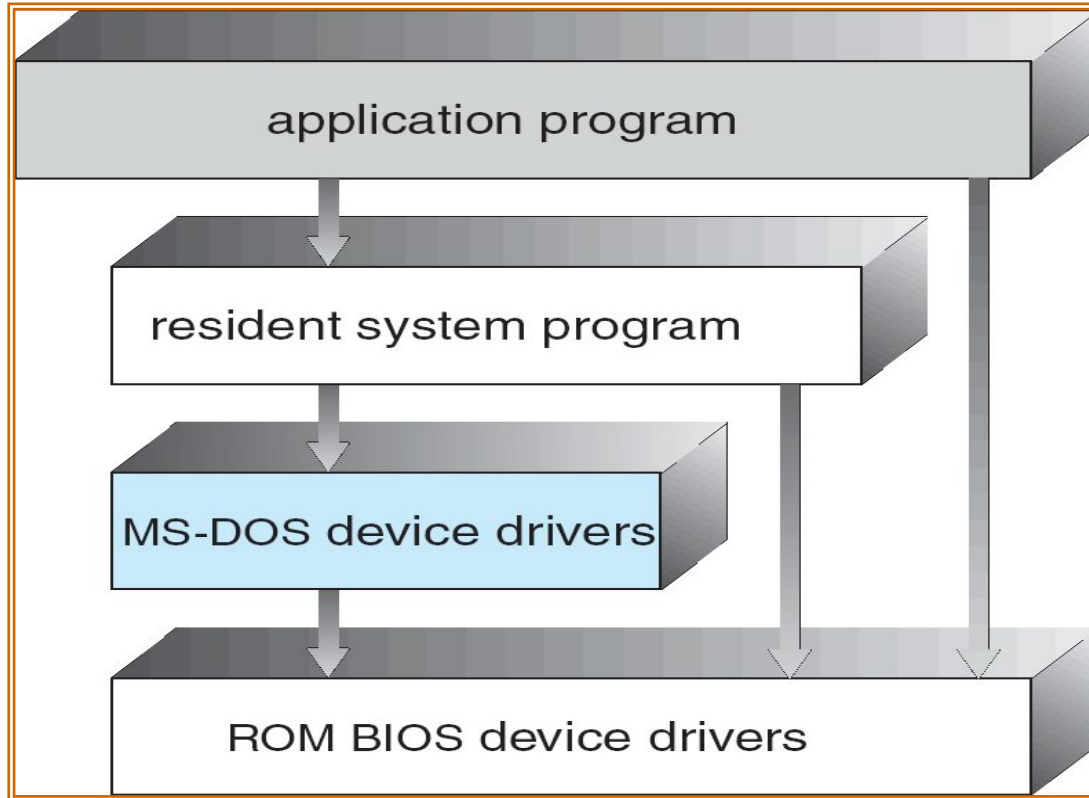 application program
resident system program
MS-DOS device drivers
ROM BIOS device drivers